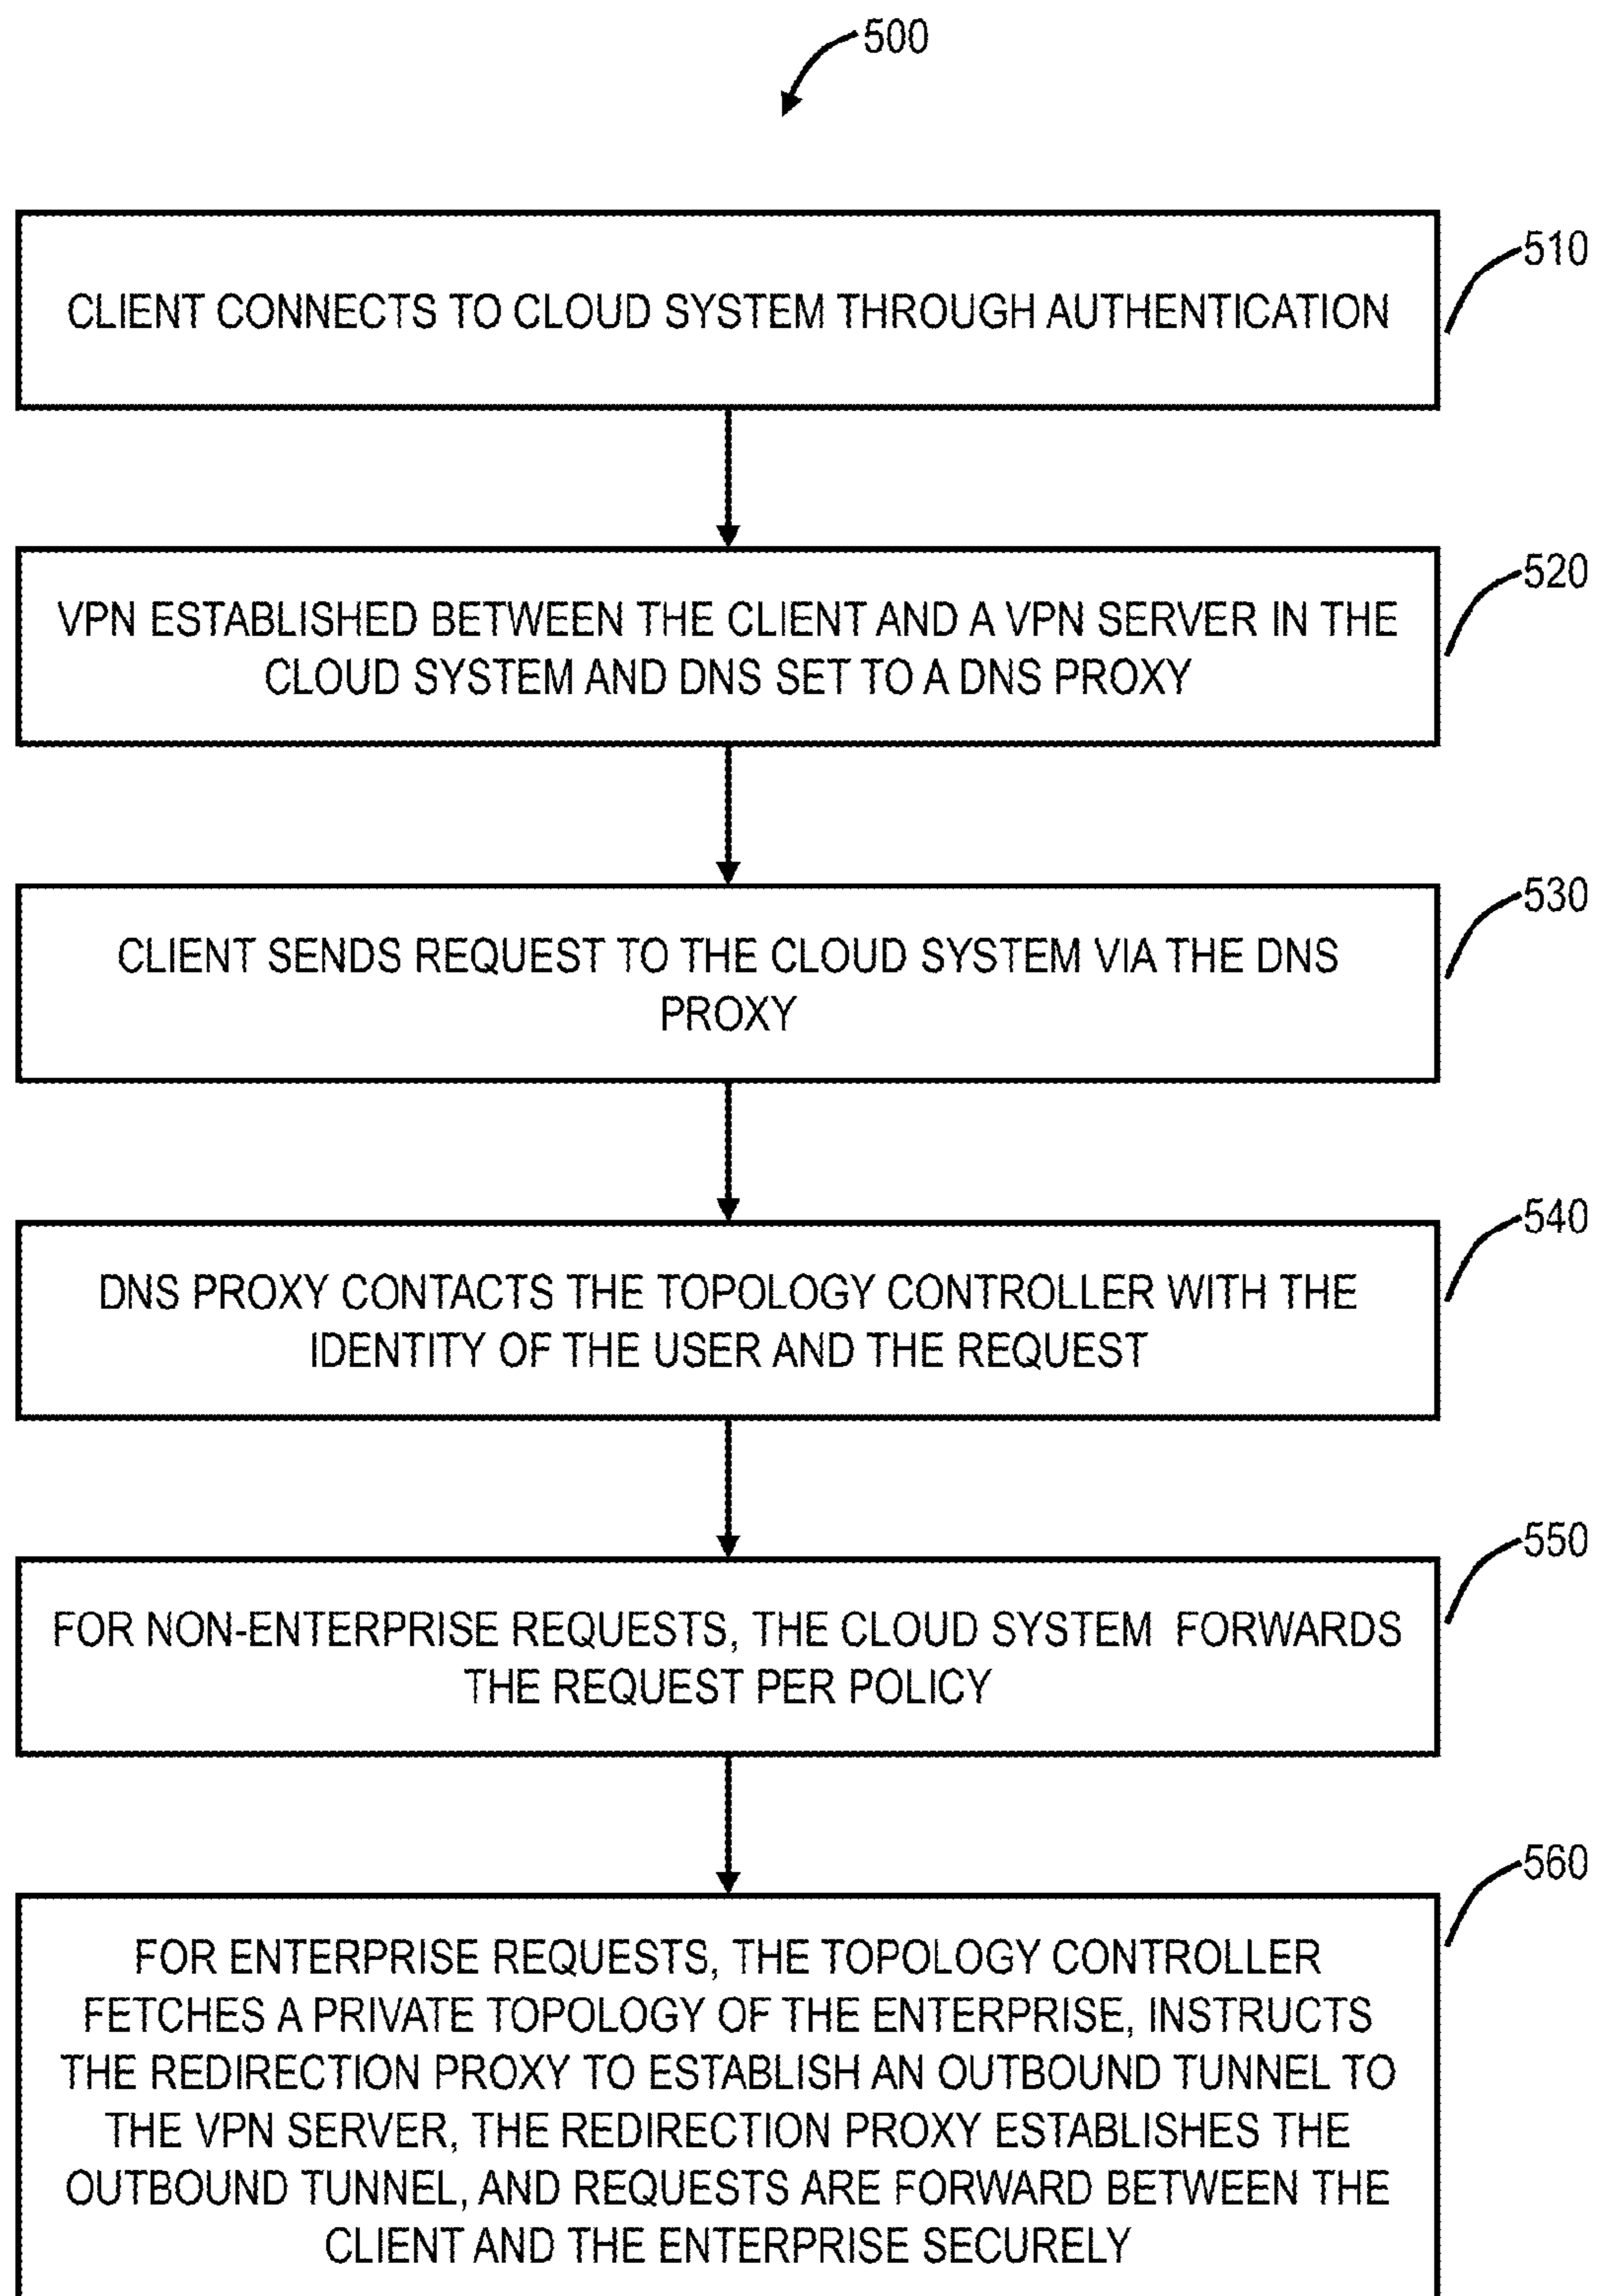 500
510
CLIENT CONNECTS TO CLOUD SYSTEM THROUGH AUTHENTICATION
520
VPN ESTABLISHED BETWEEN THE CLIENT AND A VPN SERVER IN THE
CLOUD SYSTEM AND DNS SET TO A DNS PROXY
530
CLIENT SENDS REQUEST TO THE CLOUD SYSTEM VIA THE DNS
PROXY
540
DNS PROXY CONTACTS THE TOPOLOGY CONTROLLER WITH THE
IDENTITY OF THE USER AND THE REQUEST
550
FOR NON-ENTERPRISE REQUESTS, THE CLOUD SYSTEM FORWARDS
THE REQUEST PER POLICY
560
FOR ENTERPRISE REQUESTS, THE TOPOLOGY CONTROLLER
FETCHES A PRIVATE TOPOLOGY OF THE ENTERPRISE, INSTRUCTS
THE REDIRECTION PROXY TO ESTABLISH AN OUTBOUND TUNNEL TO
THE VPN SERVER, THE REDIRECTION PROXY ESTABLISHES THE
OUTBOUND TUNNEL, AND REQUESTS ARE FORWARD BETWEEN THE
CLIENT AND THE ENTERPRISE SECURELY